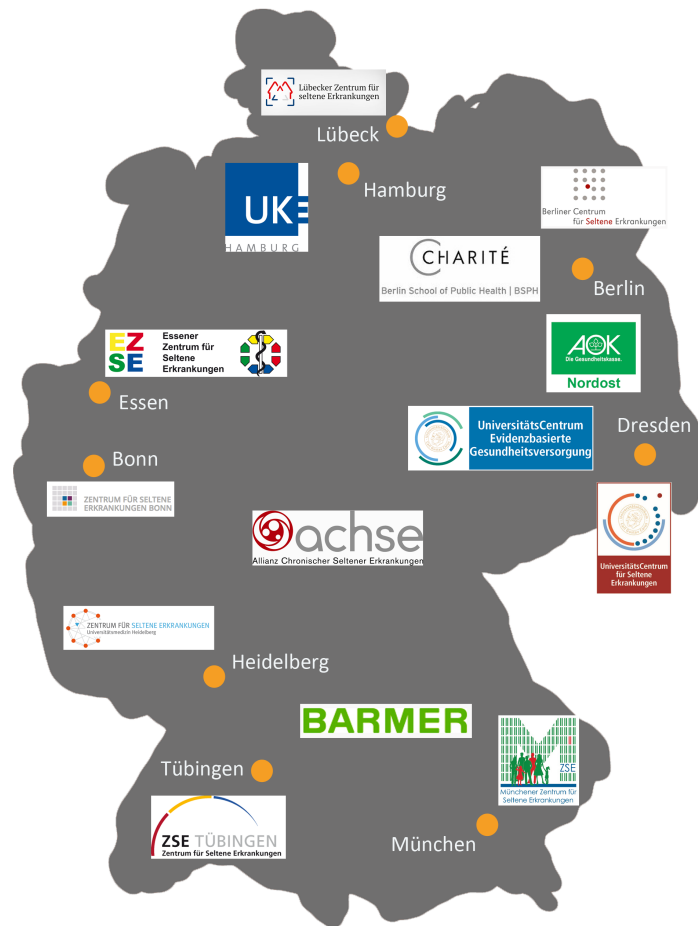 Lübecker Zentrum für
seltene Erkrankungen
Lübeck
Hamburg
UKE
HAMBURG
Berliner Centrum
für Seltene Erkrankungen
CHARITÉ
Berlin School of Public Health | BSPH
Berlin
EZ
SE
Essener
Zentrum für
Seltene
Erkrankungen
AOK
Die Gesundheitskasse.
Nordost
Essen
UniversitätsCentrum
Evidenzbasierte
Gesundheitsversorgung
Dresden
Bonn
ZENTRUM FÜR SELTENE
ERKRANKUNGEN BONN
achse
Allianz Chronischer Seltener Erkrankungen
UniversitätsCentrum
für Seltene
Erkrankungen
ZENTRUM FÜR SELTENE ERKRANKUNGEN
Universitätsmedizin Heidelberg
Heidelberg
BARMER
ZSE
Münchener Zentrum für
Seltene Erkrankungen
Tübingen
ZSE TÜBINGEN
Zentrum für Seltene Erkrankungen
München